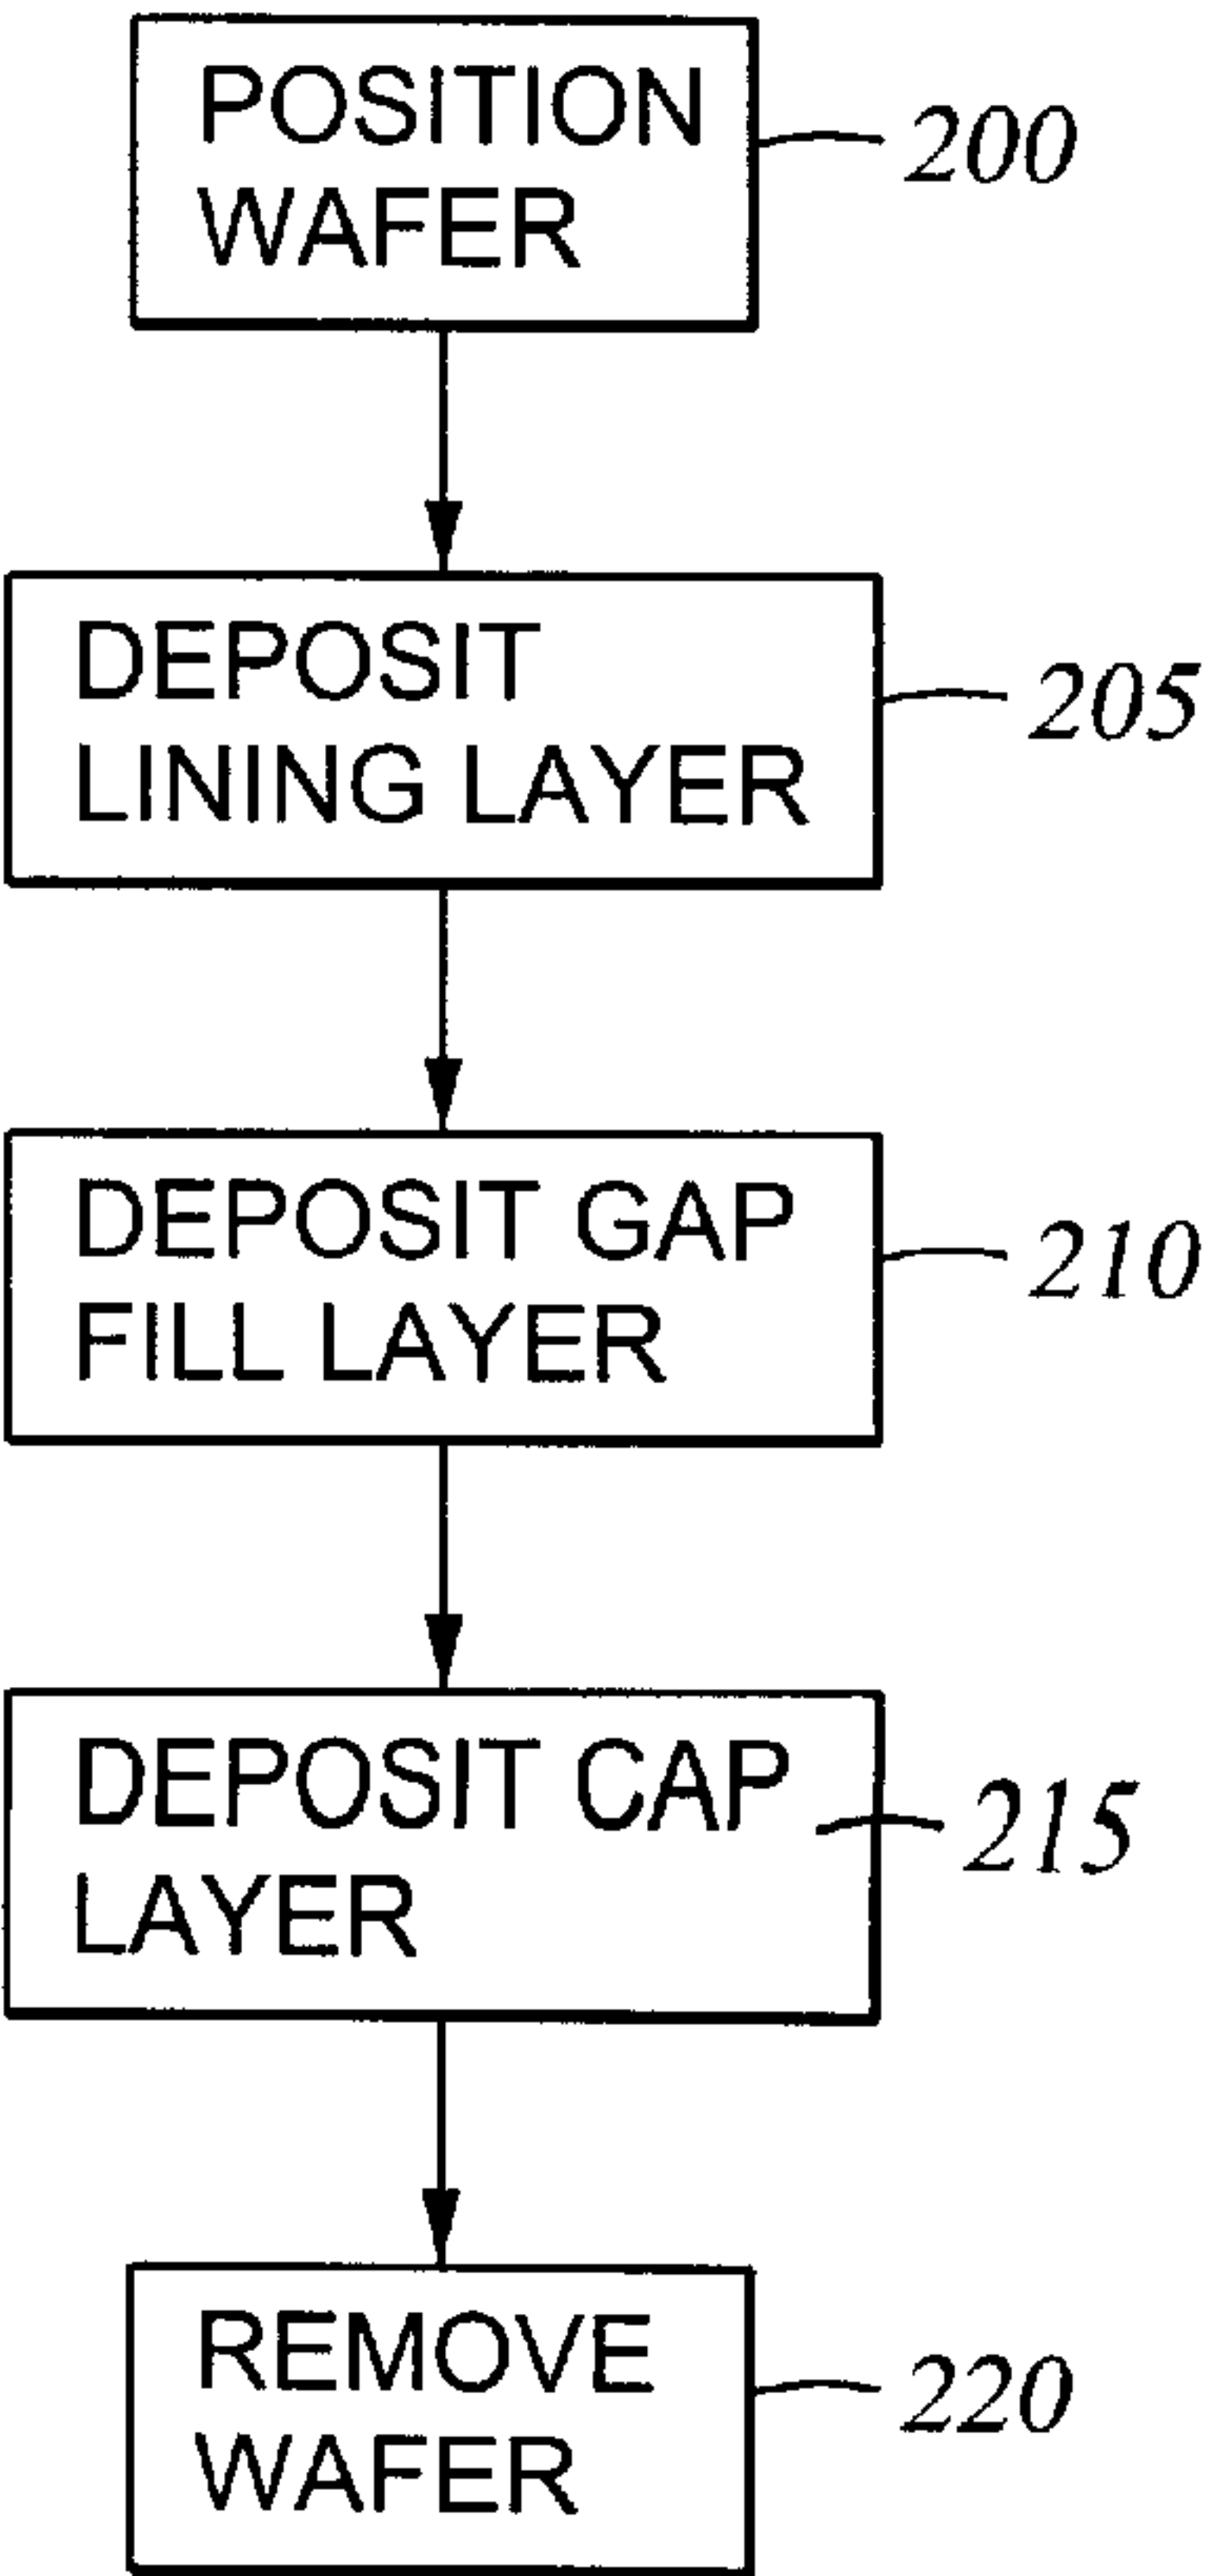 POSITION
WAFER
200
DEPOSIT
LINING LAYER
205
DEPOSIT GAP
FILL LAYER
210
DEPOSIT CAP
LAYER
215
REMOVE
WAFER
220